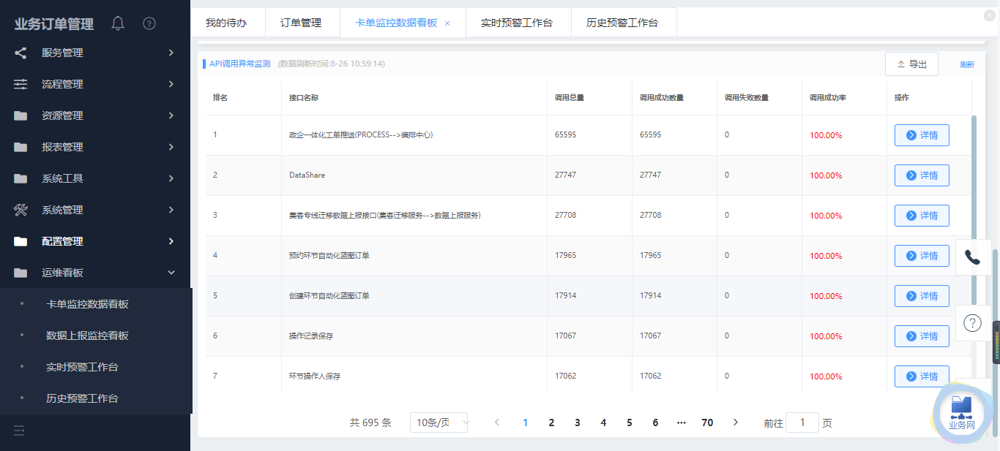 业务订单管理
服务管理
流程管理
资源管理
报表管理
系统工具
系统管理
配置管理
运维看板
卡单监控数据看板
数据上报监控看板
实时预警工作台
历史预警工作台
我的待办 订单管理 卡单监控数据看板 × 实时预警工作台 历史预警工作台
API调用异常监测 (数据刷新时间:8-26 10:59:14) 导出 刷新
排名 接口名称 调用总量 调用成功数量 调用失败数量 调用成功率 操作
1 政企一体化工单推送(PROCESS-->编排中心) 65595 65595 0 100.00% 详情
2 DataShare 27747 27747 0 100.00% 详情
3 集客专线迁移数据上报接口(集客迁移服务-->数据上报服务) 27708 27708 0 100.00% 详情
4 预约环节自动化蓝图订单 17965 17965 0 100.00% 详情
5 创建环节自动化蓝图订单 17914 17914 0 100.00% 详情
6 操作记录保存 17067 17067 0 100.00% 详情
7 环节操作人保存 17062 17062 0 100.00% 详情
共 695 条 10条/页 1 2 3 4 5 6 ··· 70 前往 1 页
业务网